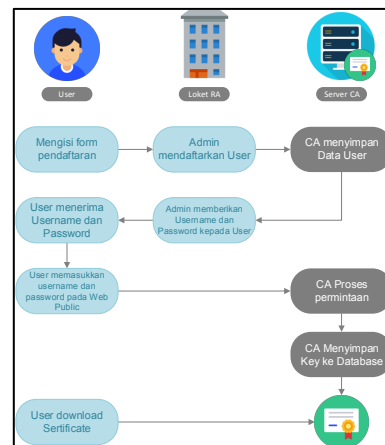 User
Loket RA
Server CA
Mengisi form
pendaftaran
Admin
mendaftarkan User
CA menyimpan
Data User
User menerima
Username dan
Password
Admin memberikan
Username dan
Password kepada User
User memasukkan
username dan
password pada Web
Public
CA Proses
permintaan
CA Menyimpan
Key ke Database
User download
Sertificate